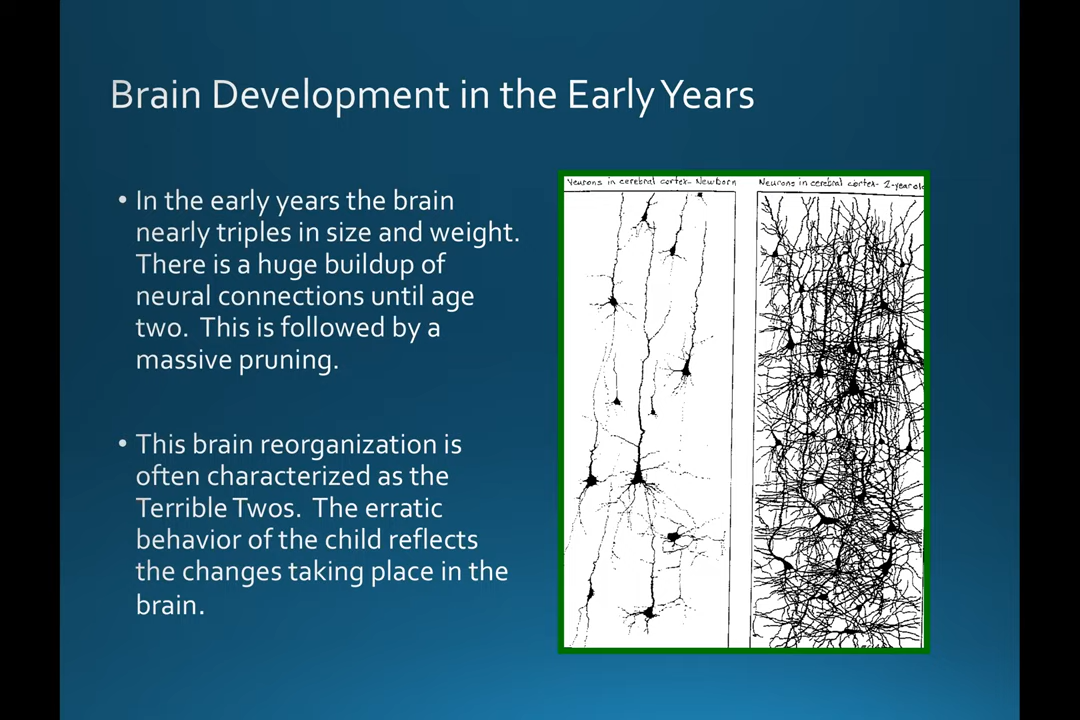 Brain Development in the Early Years
• In the early years the brain
nearly triples in size and weight.
There is a huge buildup of
neural connections until age
two. This is followed by a
massive pruning.
• This brain reorganization is
often characterized as the
Terrible Twos. The erratic
behavior of the child reflects
the changes taking place in the
brain.
Neurons in cerebral cortex- Newborn
Neurons in cerebral cortex- 2-year old